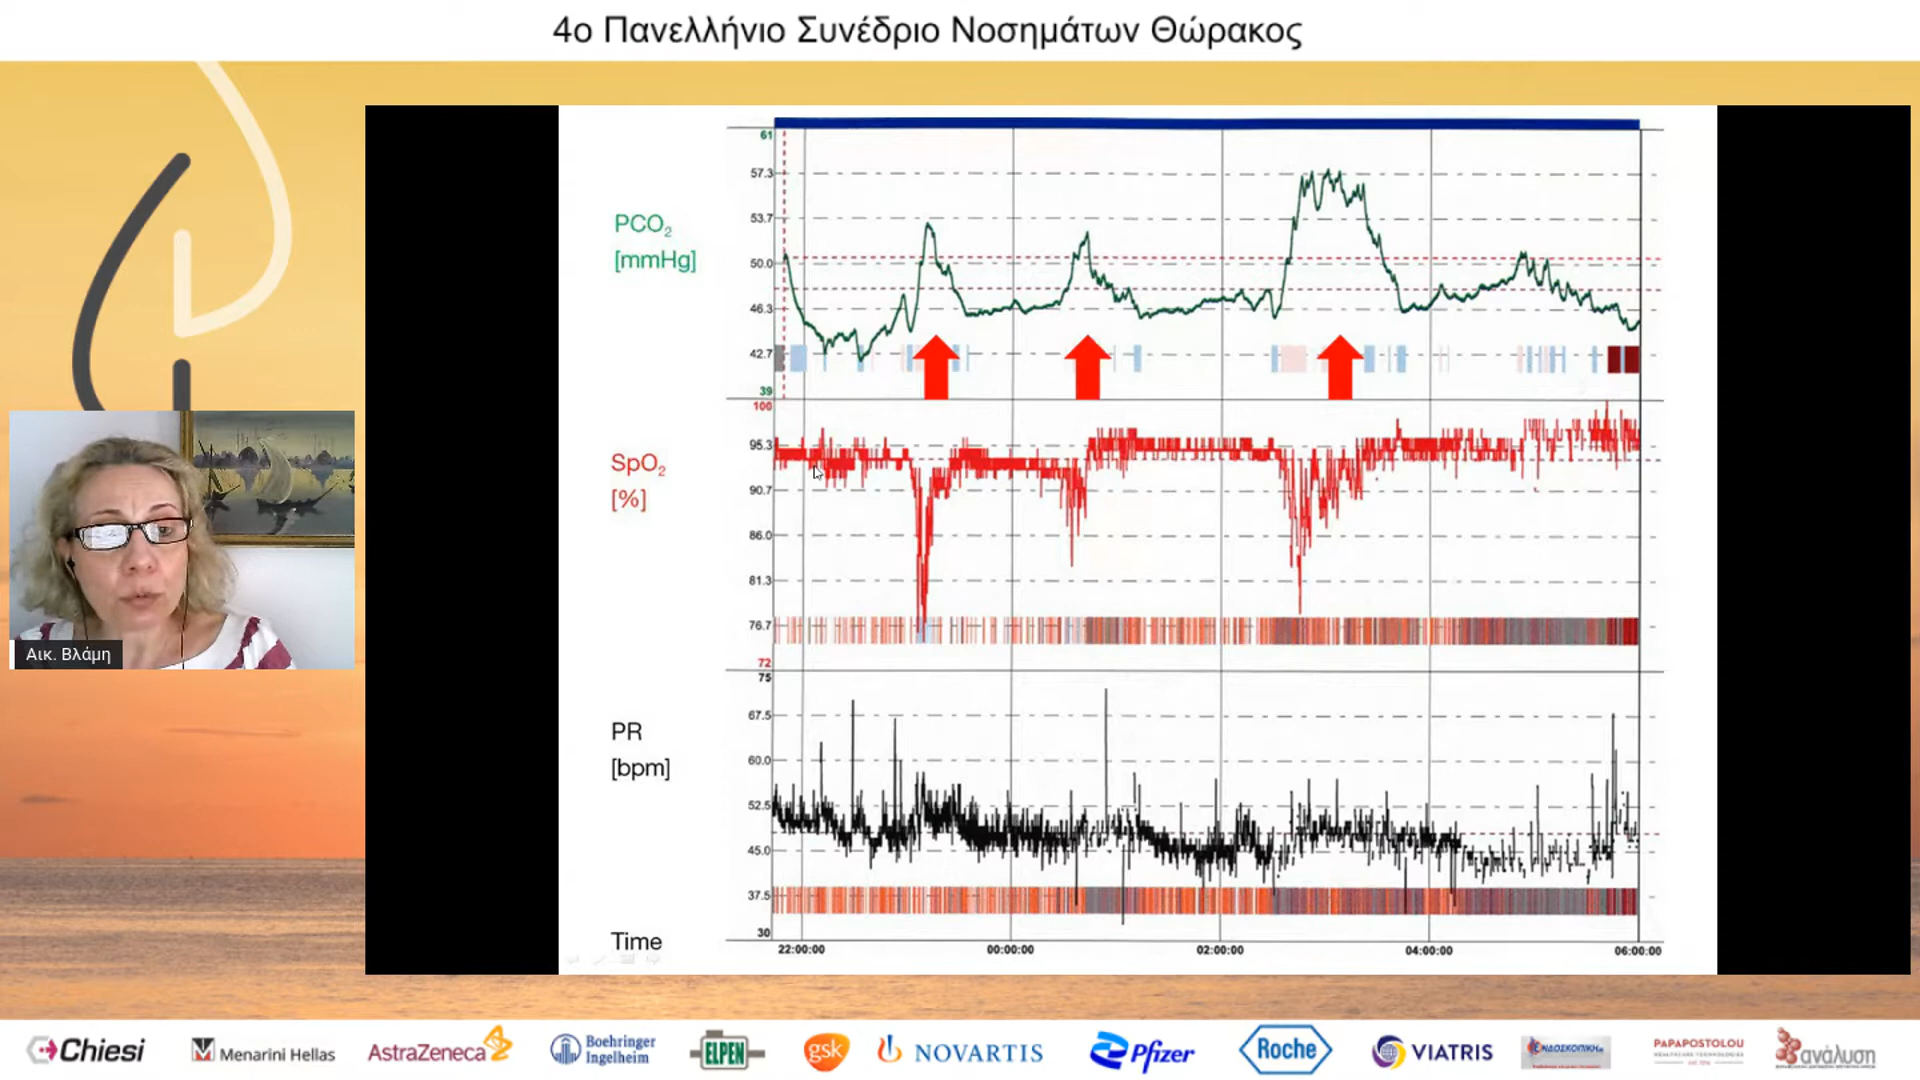 4ο Πανελλήνιο Συνέδριο Νοσημάτων Θώρακος
61
57.3
53.7
50.0
46.3
42.7
39
PCO2
[mmHg]
100
95.3
90.7
86.0
81.3
76.7
72
SpO2
[%]
75
67.5
60.0
52.5
45.0
37.5
30
PR
[bpm]
Time
22:00:00 00:00:00 02:00:00 04:00:00 06:00:00
Αικ. Βλάμη
Chiesi
Menarini Hellas
AstraZeneca
Boehringer
Ingelheim
ELPEN
gsk
NOVARTIS
Pfizer
Roche
VIATRIS
ΕΝΔΟΣΚΟΠΙΚΗ
PAPAPOSTOLOU
ανάλυση